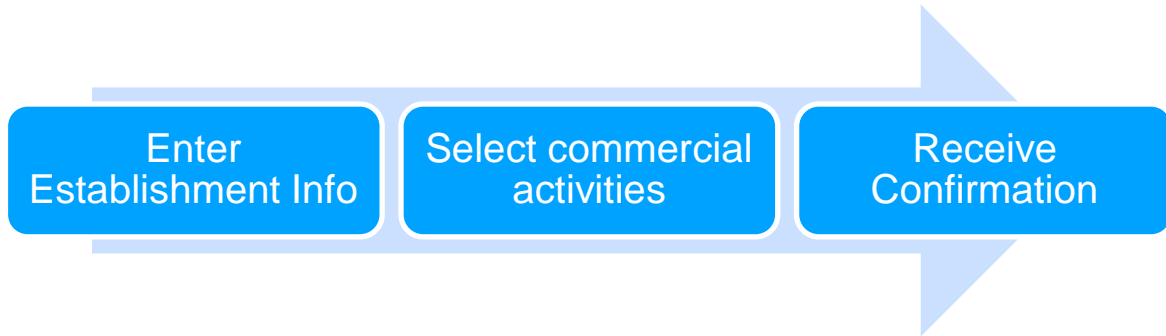 Enter
Establishment Info
Select commercial
activities
Receive
Confirmation